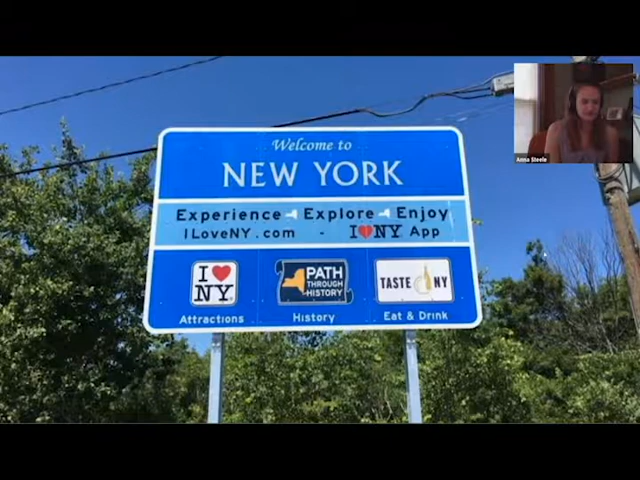 Welcome to
NEW YORK
Experience Explore Enjoy
ILoveNY.com - I NY App
I
NY
PATH
THROUGH
HISTORY
TASTE NY
Attractions
History
Eat & Drink
Anna Steele